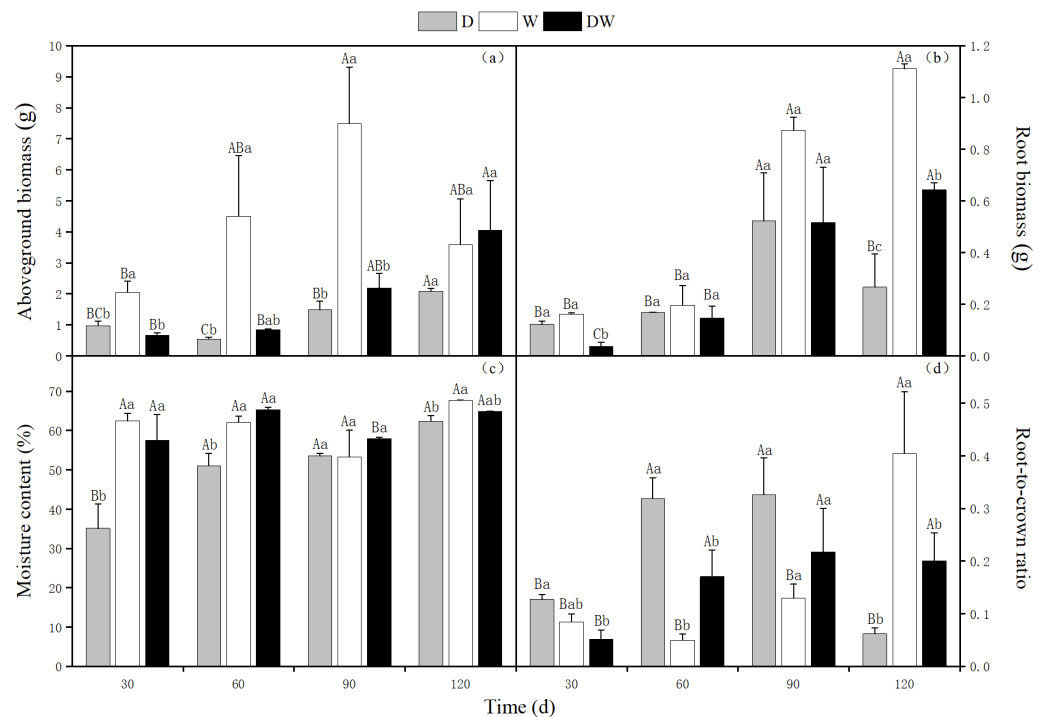 D W DW
(a)
Aboveground biomass (g)
10
9
8
7
6
5
4
3
2
1
0
BCb Ba Bb
Cb ABa Bab
Bb Aa ABb
Aa ABa Aa
(b)
Root biomass (g)
1.2
1.0
0.8
0.6
0.4
0.2
0.0
Ba Ba Cb
Ba Ba Ba
Aa Aa Aa
Bc Aa Ab
(c)
Moisture content (%)
70
60
50
40
30
20
10
0
Bb Aa Aa
Ab Aa Aa
Aa Aa Ba
Ab Aa Aab
30 60 90 120
(d)
Root-to-crown ratio
0.5
0.4
0.3
0.2
0.1
0.0
Ba Bab Bb
Aa Bb Ab
Aa Ba Aa
Bb Aa Ab
30 60 90 120
Time (d)